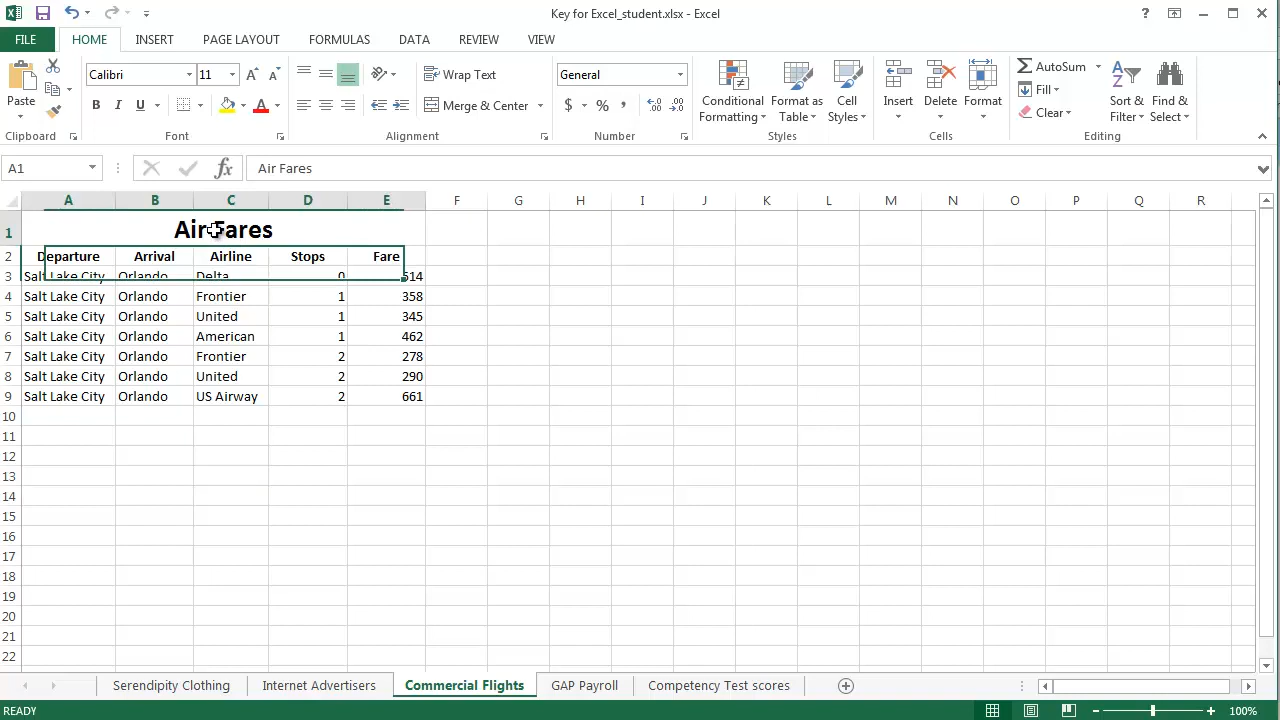 Key for Excel_student.xlsx - Excel
?
FILE HOME INSERT PAGE LAYOUT FORMULAS DATA REVIEW VIEW
Paste
Calibri 11 A A
B I U A
Wrap Text
Merge & Center
General
$ % , .0 .00 .00 .0
Conditional Formatting
Format as Table
Cell Styles
Insert Delete Format
AutoSum
Fill
Clear
Sort & Filter
Find & Select
Clipboard Font Alignment Number Styles Cells Editing
A1 fx Air Fares
A B C D E F G H I J K L M N O P Q R
1 Air Fares
2 Departure Arrival Airline Stops Fare
3 Salt Lake City Orlando Delta 0 514
4 Salt Lake City Orlando Frontier 1 358
5 Salt Lake City Orlando United 1 345
6 Salt Lake City Orlando American 1 462
7 Salt Lake City Orlando Frontier 2 278
8 Salt Lake City Orlando United 2 290
9 Salt Lake City Orlando US Airway 2 661
10
11
12
13
14
15
16
17
18
19
20
21
22
Serendipity Clothing Internet Advertisers Commercial Flights GAP Payroll Competency Test scores
READY 100%